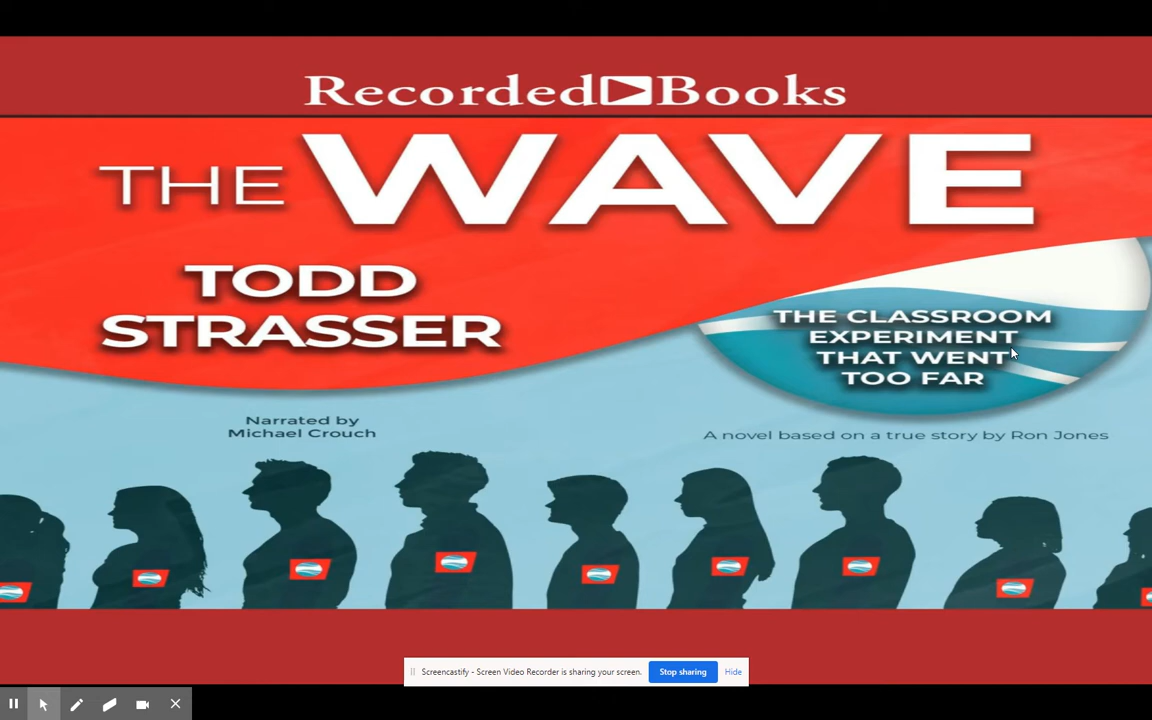 Recorded Books
THE WAVE
TODD
STRASSER
THE CLASSROOM
EXPERIMENT
THAT WENT
TOO FAR
Narrated by
Michael Crouch
A novel based on a true story by Ron Jones
Screencastify - Screen Video Recorder is sharing your screen. Stop sharing Hide